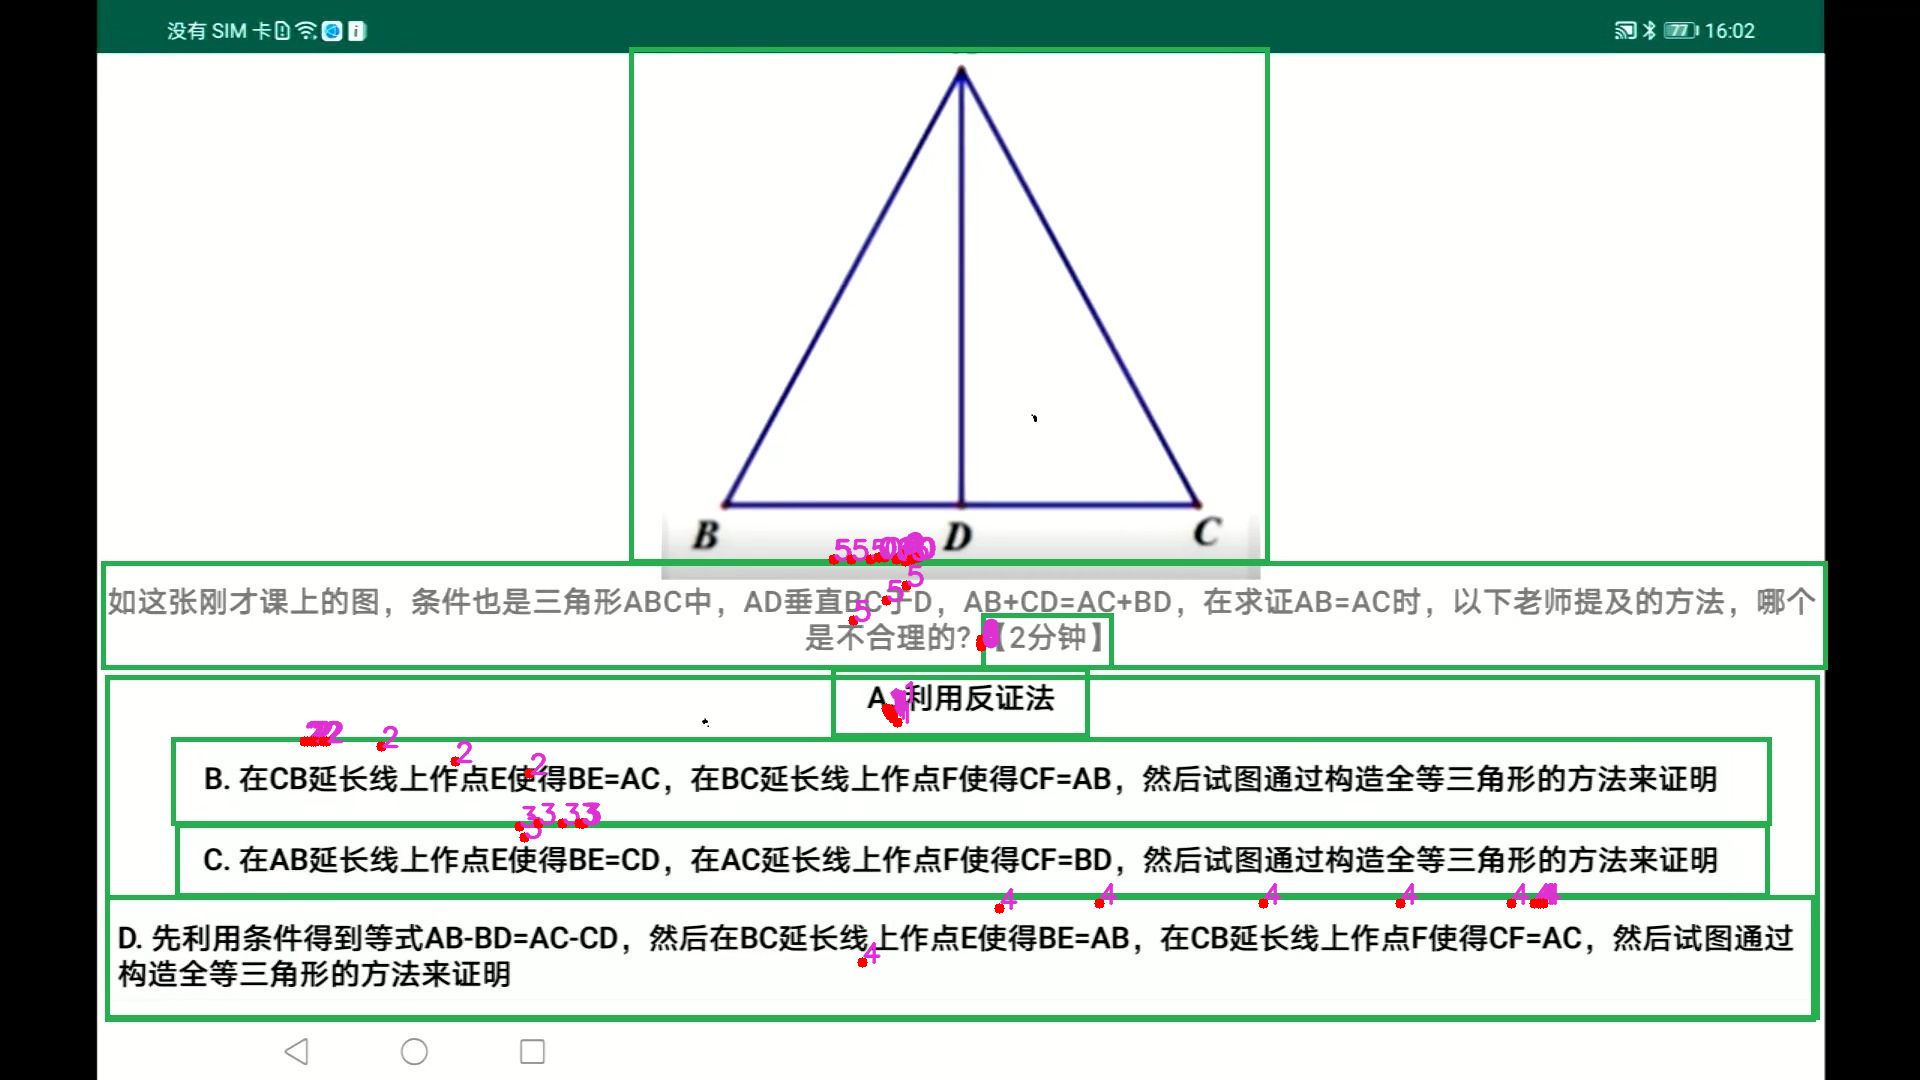 没有 SIM 卡
77 16:02
B D C
如这张刚才课上的图，条件也是三角形ABC中，AD垂直BC于D，AB+CD=AC+BD，在求证AB=AC时，以下老师提及的方法，哪个
是不合理的?【2分钟】
A. 利用反证法
B. 在CB延长线上作点E使得BE=AC，在BC延长线上作点F使得CF=AB，然后试图通过构造全等三角形的方法来证明
C. 在AB延长线上作点E使得BE=CD，在AC延长线上作点F使得CF=BD，然后试图通过构造全等三角形的方法来证明
D. 先利用条件得到等式AB-BD=AC-CD，然后在BC延长线上作点E使得BE=AB，在CB延长线上作点F使得CF=AC，然后试图通过
构造全等三角形的方法来证明